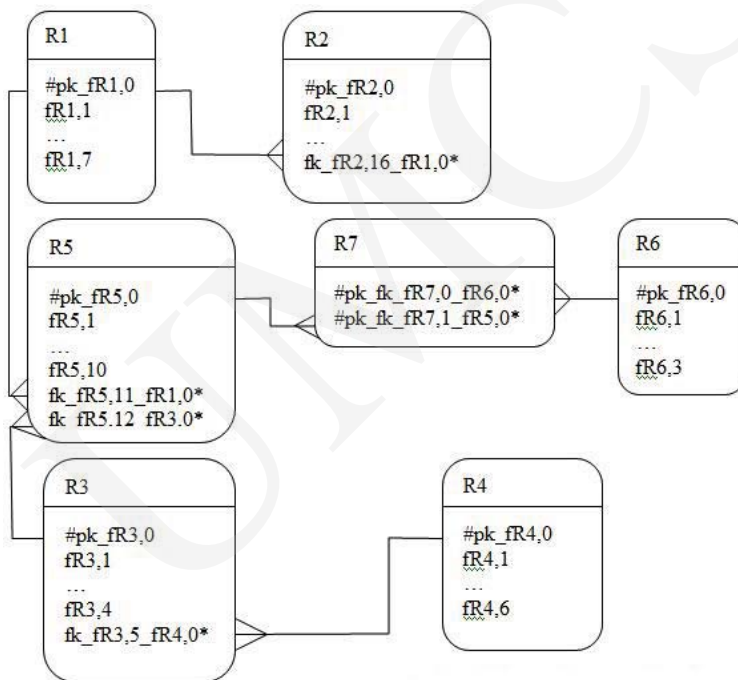 R1
#pk_fR1,0
fR1,1
...
fR1,7
R2
#pk_fR2,0
fR2,1
...
fk_fR2,16_fR1,0*
R5
#pk_fR5,0
fR5,1
...
fR5,10
fk_fR5,11_fR1,0*
fk_fR5.12_fR3.0*
R7
#pk_fk_fR7,0_fR6,0*
#pk_fk_fR7,1_fR5,0*
R6
#pk_fR6,0
fR6,1
...
fR6,3
R3
#pk_fR3,0
fR3,1
...
fR3,4
fk_fR3,5_fR4,0*
R4
#pk_fR4,0
fR4,1
...
fR4,6
UMCS